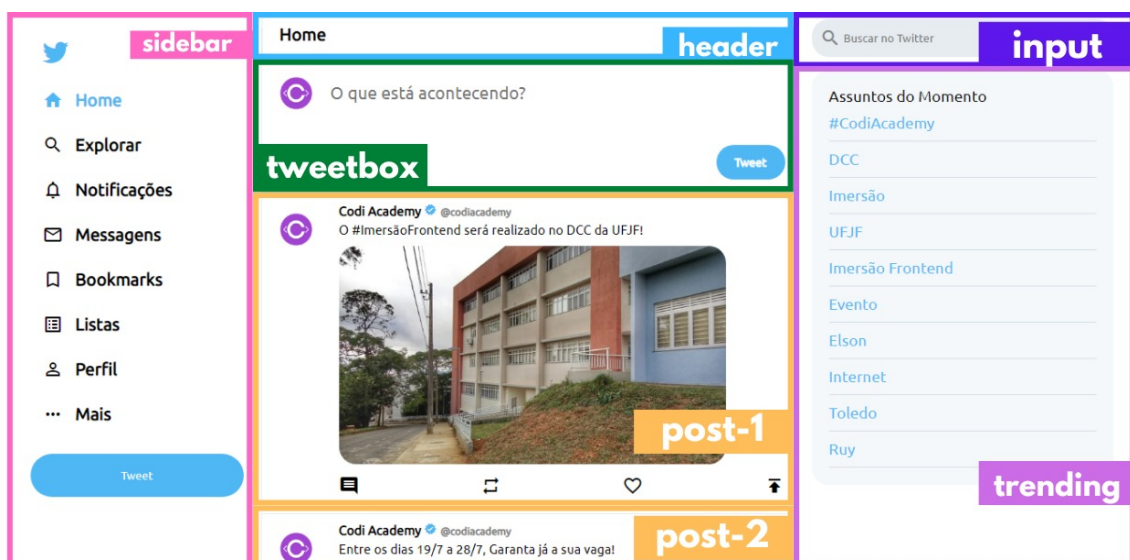 sidebar
Home
Explorar
Notificações
Messagens
Bookmarks
Listas
Perfil
Mais
Tweet
Home
header
O que está acontecendo?
tweetbox
Tweet
Codi Academy @codiacademy
O #ImersãoFrontend será realizado no DCC da UFJF!
post-1
Codi Academy @codiacademy
Entre os dias 19/7 a 28/7, Garanta já a sua vaga!
post-2
Buscar no Twitter
input
Assuntos do Momento
#CodiAcademy
DCC
Imersão
UFJF
Imersão Frontend
Evento
Elson
Internet
Toledo
Ruy
trending